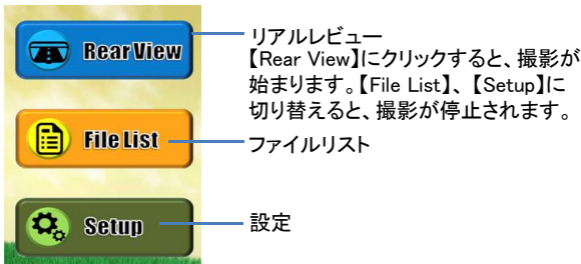 Rear View
リアルレビュー
【Rear View】にクリックすると、撮影が
始まります。【File List】、【Setup】に
切り替えると、撮影が停止されます。
File List
ファイルリスト
Setup
設定